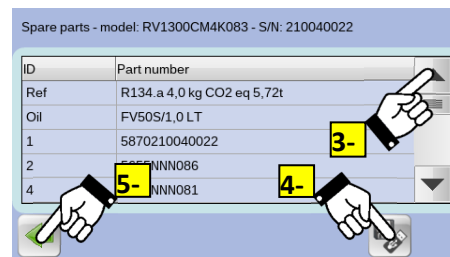 Spare parts - model: RV1300CM4K083 - S/N: 210040022
ID Part number
Ref R134.a 4,0 kg CO2 eq 5,72t
Oil FV50S/1,0 LT
3-
1 5870210040022
2
5-
4-
4